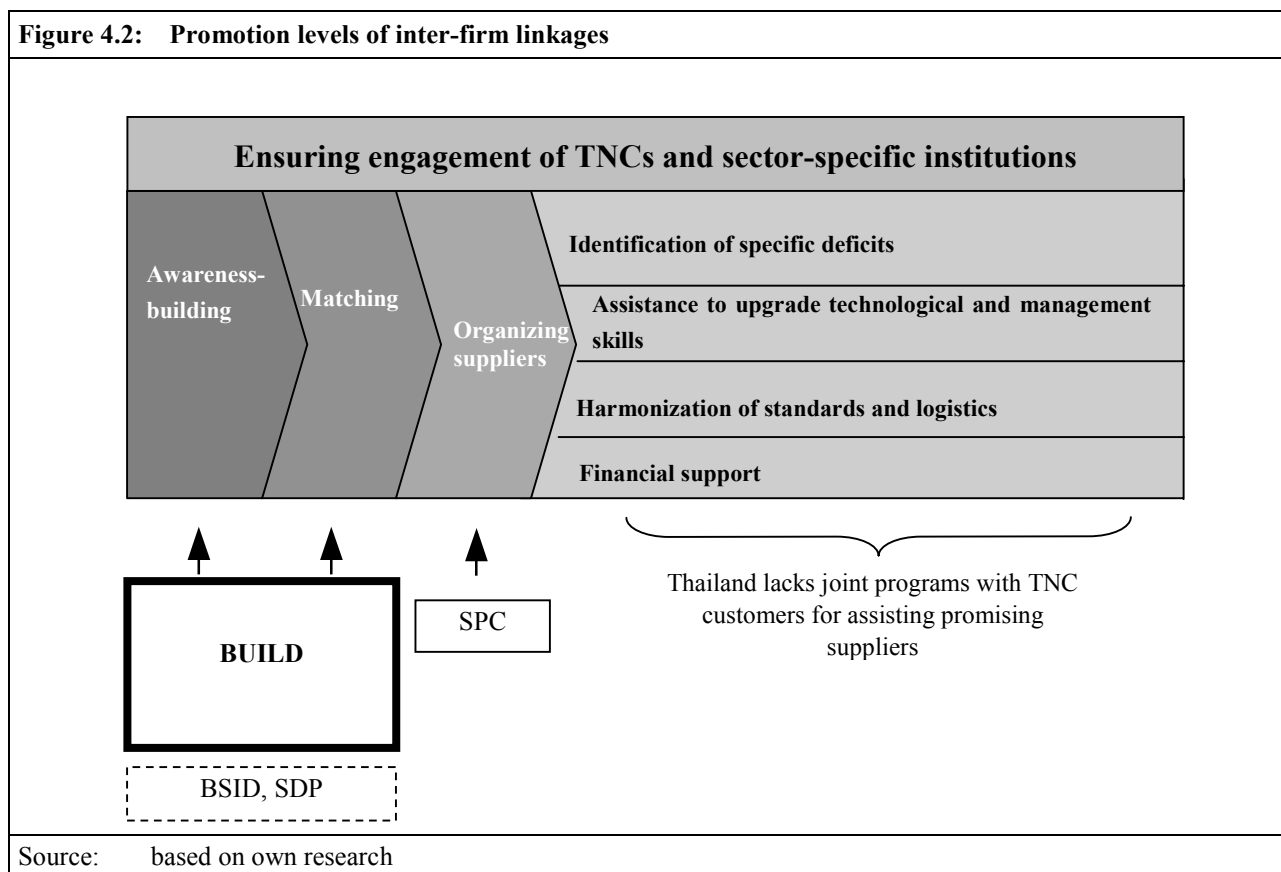 Figure 4.2: Promotion levels of inter-firm linkages
Ensuring engagement of TNCs and sector-specific institutions
Awareness-
building
Matching
Organizing
suppliers
Identification of specific deficits
Assistance to upgrade technological and management
skills
Harmonization of standards and logistics
Financial support
BUILD
SPC
Thailand lacks joint programs with TNC
customers for assisting promising
suppliers
BSID, SDP
Source: based on own research